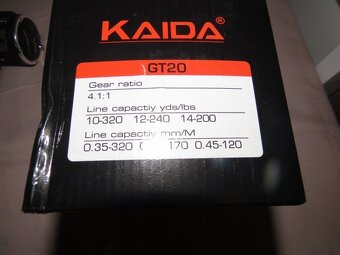 KAIDA®
GT20
Gear ratio
4.1:1
Line capactiy yds/lbs
10-320 12-240 14-200
Line capactiy mm/M
0.35-320 170 0.45-120